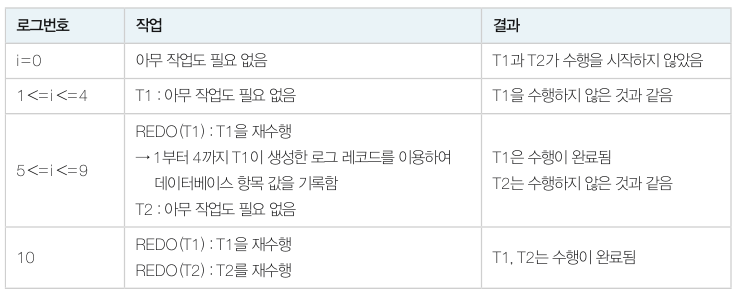 로그번호 작업 결과
i=0 아무 작업도 필요 없음 T1과 T2가 수행을 시작하지 않았음
1<=i<=4 T1 : 아무 작업도 필요 없음 T1을 수행하지 않은 것과 같음
5<=i<=9
REDO(T1) : T1을 재수행
→ 1부터 4까지 T1이 생성한 로그 레코드를 이용하여
데이터베이스 항목 값을 기록함
T2 : 아무 작업도 필요 없음
T1은 수행이 완료됨
T2는 수행하지 않은 것과 같음
10
REDO(T1) : T1을 재수행
REDO(T2) : T2를 재수행
T1, T2는 수행이 완료됨